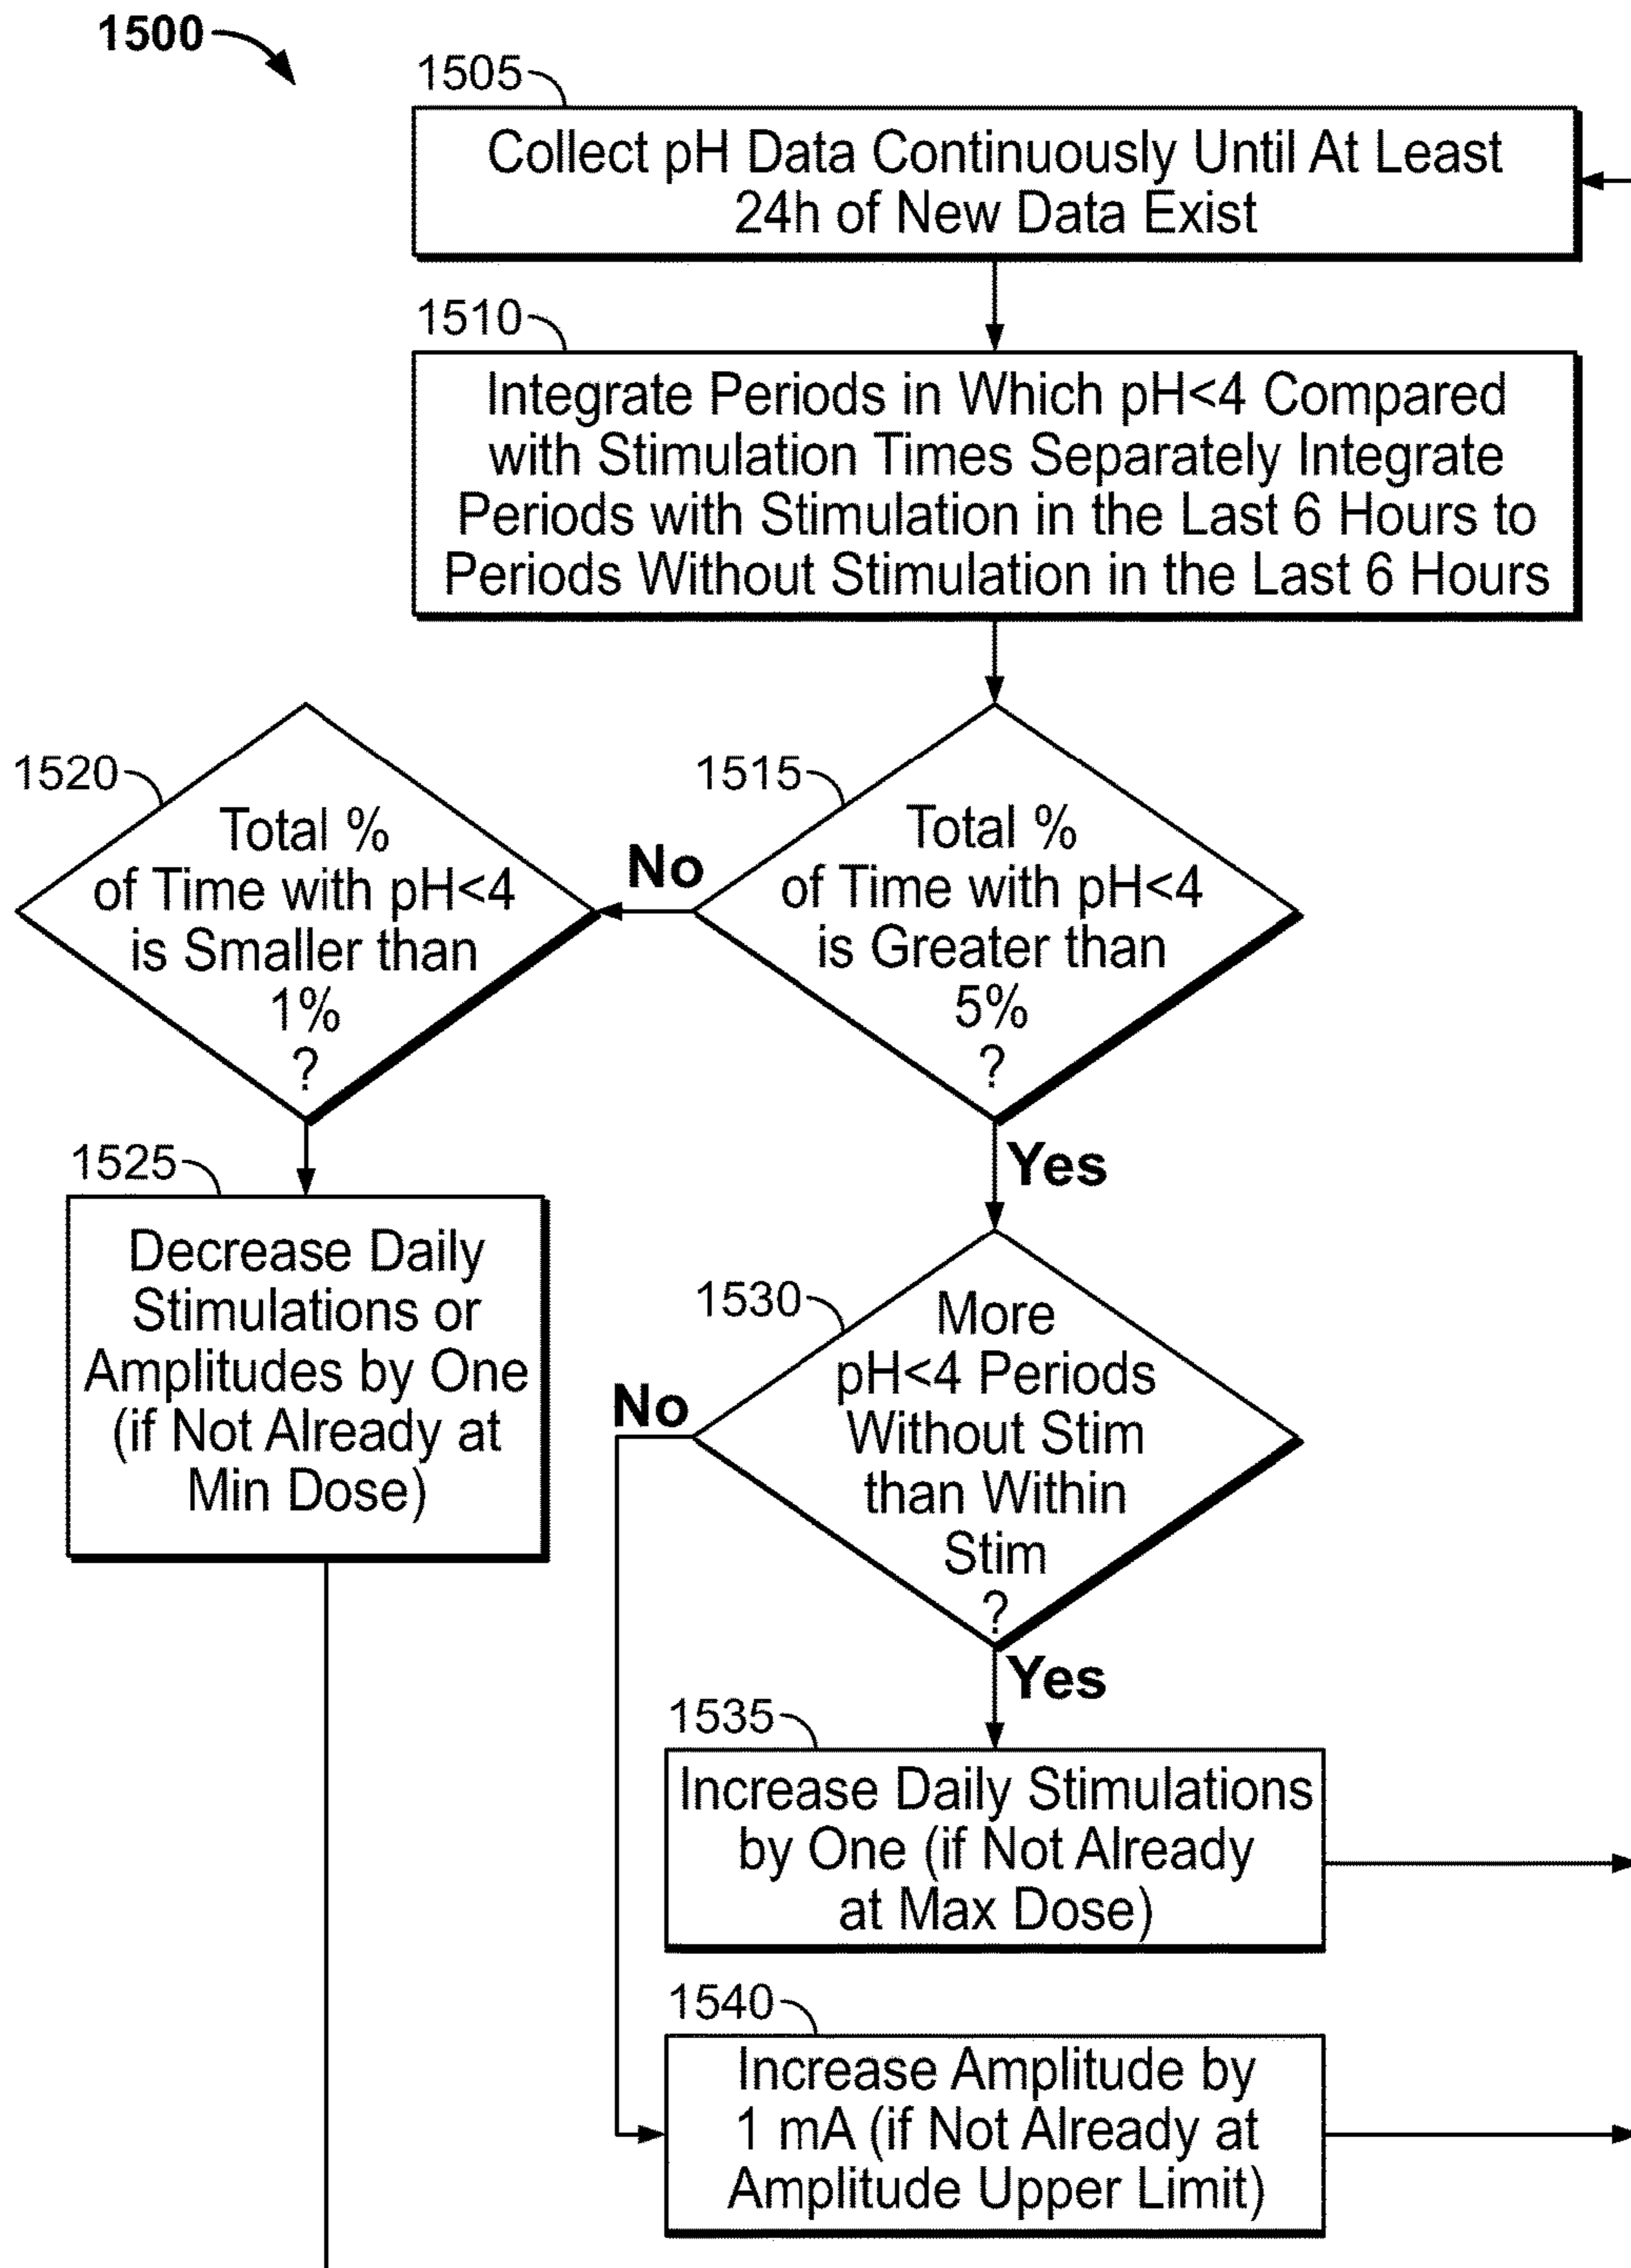 1500
1505
Collect pH Data Continuously Until At Least
24h of New Data Exist
1510
Integrate Periods in Which pH<4 Compared
with Stimulation Times Separately Integrate
Periods with Stimulation in the Last 6 Hours to
Periods Without Stimulation in the Last 6 Hours
1520
Total %
of Time with pH<4
is Smaller than
1%
?
No
1515
Total %
of Time with pH<4
is Greater than
5%
?
Yes
1525
Decrease Daily
Stimulations or
Amplitudes by One
(if Not Already at
Min Dose)
1530
More
pH<4 Periods
Without Stim
than Within
Stim
?
No
Yes
1535
Increase Daily Stimulations
by One (if Not Already
at Max Dose)
1540
Increase Amplitude by
1 mA (if Not Already at
Amplitude Upper Limit)